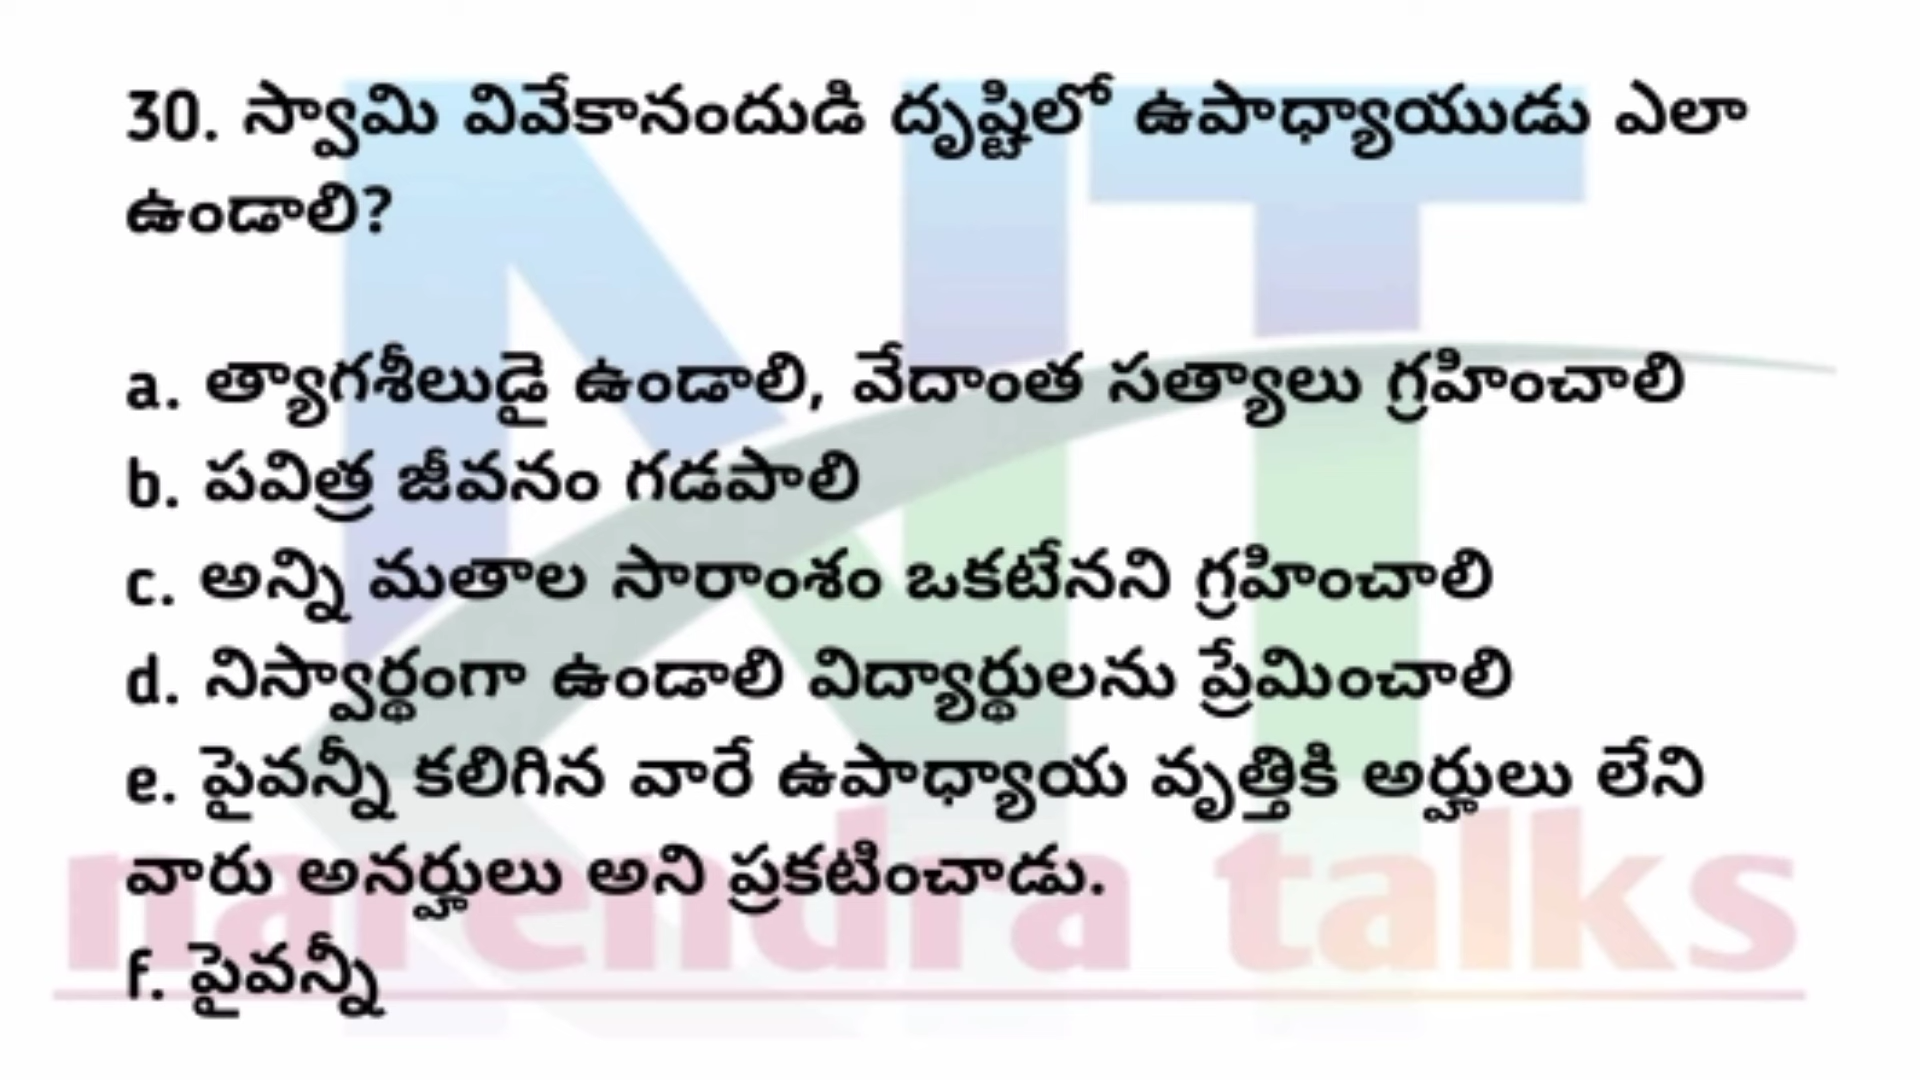 30. స్వామి వివేకానందుడి దృష్టిలో ఉపాధ్యాయుడు ఎలా
ఉండాలి?
a. త్యాగశీలుడై ఉండాలి, వేదాంత సత్యాలు గ్రహించాలి
b. పవిత్ర జీవనం గడపాలి
c. అన్ని మతాల సారాంశం ఒకటేనని గ్రహించాలి
d. నిస్వార్థంగా ఉండాలి విద్యార్థులను ప్రేమించాలి
e. పైవన్నీ కలిగిన వారే ఉపాధ్యాయ వృత్తికి అర్హులు లేని
వారు అనర్హులు అని ప్రకటించాడు.
f. పైవన్నీ
NIT
narendra talks